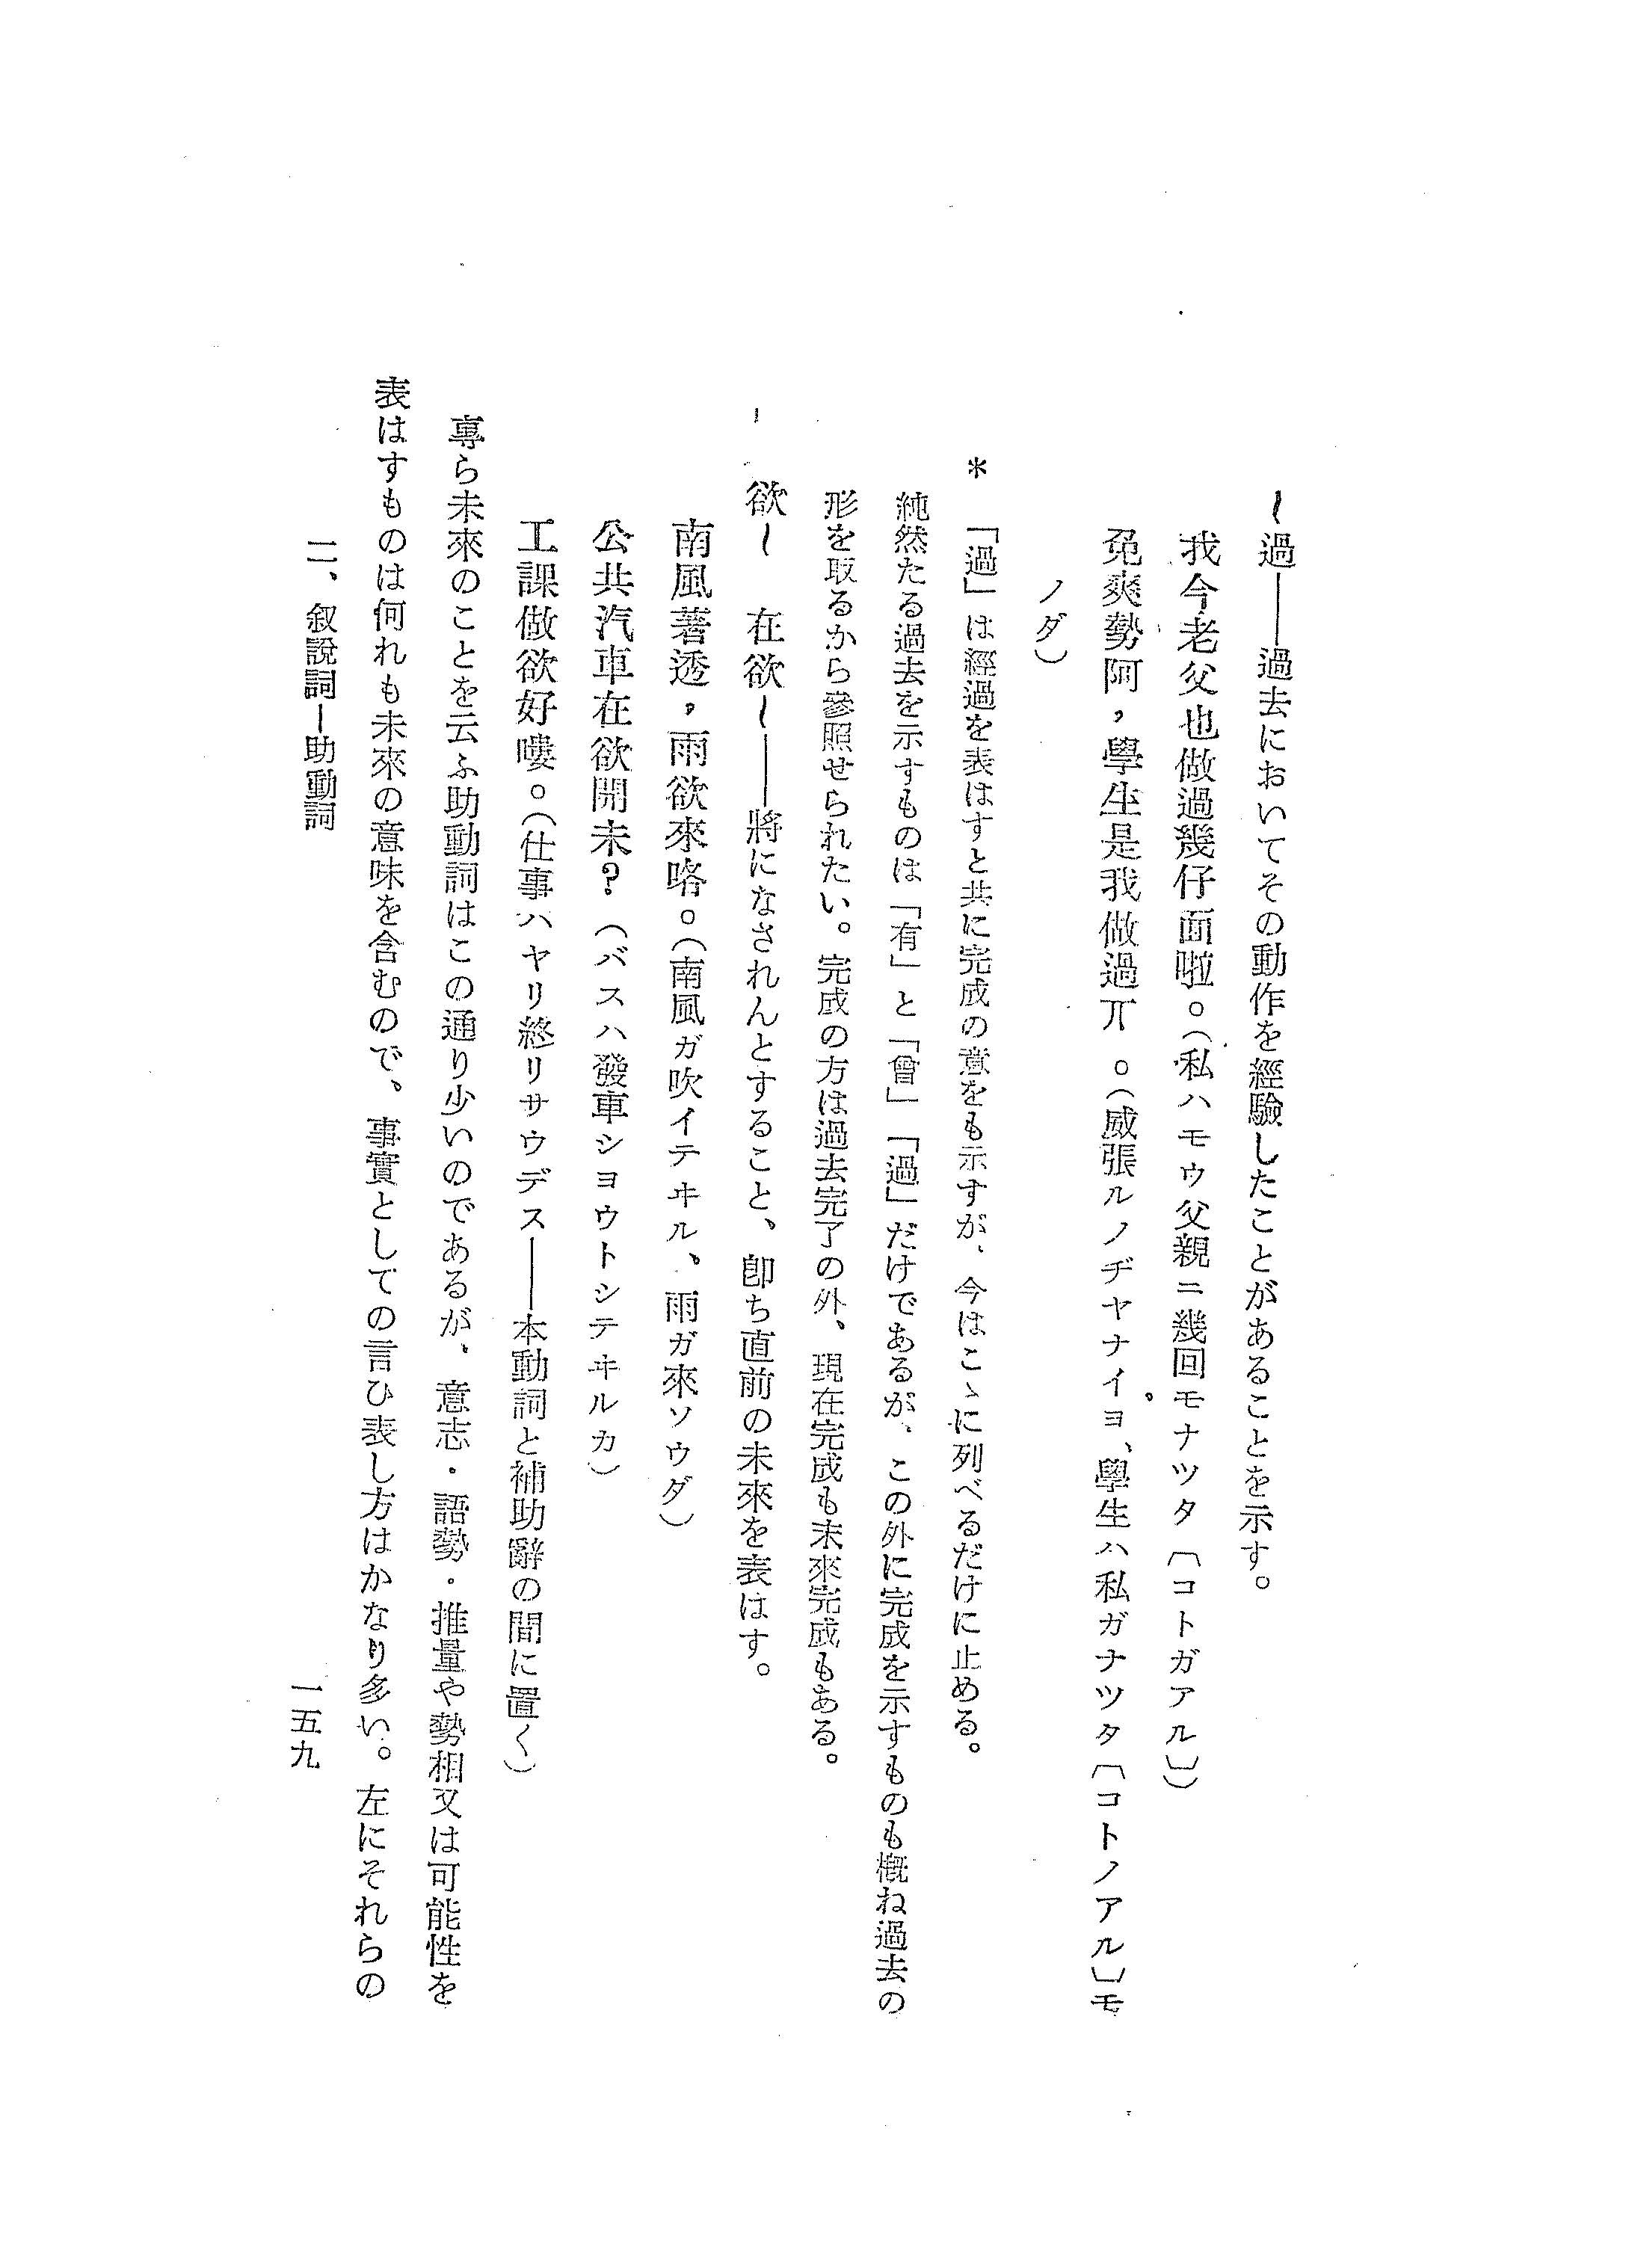 ～過――過去においてその動作を經驗したことがあることを示す。
我今老父也做過幾仔面啦。（私ハモウ父親ニ幾回モナツタ〔コトガアル〕）
免爽勢阿，學生是我做過丌。（威張ルノヂヤナイヨ、學生ハ私ガナツタ〔コトノアル〕モ
ノダ）
＊　「過」は經過を表はすと共に完成の意をも示すが、今はこゝに列べるだけに止める。
純然たる過去を示すものは「有」と「曾」「過」だけであるが、この外に完成を示すものも槪ね過去の
形を取るから參照せられたい。完成の方は過去完了の外、現在完成も未來完成もある。
欲～　在欲～――將になされんとすること、卽ち直前の未來を表はす。
南風著透，雨欲來咯。（南風ガ吹イテヰル、雨ガ來ソウダ）
公共汽車在欲開未？（バスハ發車シヨウトシテヰルカ）
工課做欲好嘍。（仕事ハヤリ終リサウデス――本動詞と補助辭の間に置く）
專ら未來のことを云ふ助動詞はこの通り少いのであるが、意志・語勢・推量や勢相又は可能性を
表はすものは何れも未來の意味を含むので、事實としての言ひ表し方はかなり多い。左にそれらの
二、叙說詞―助動詞
一五九